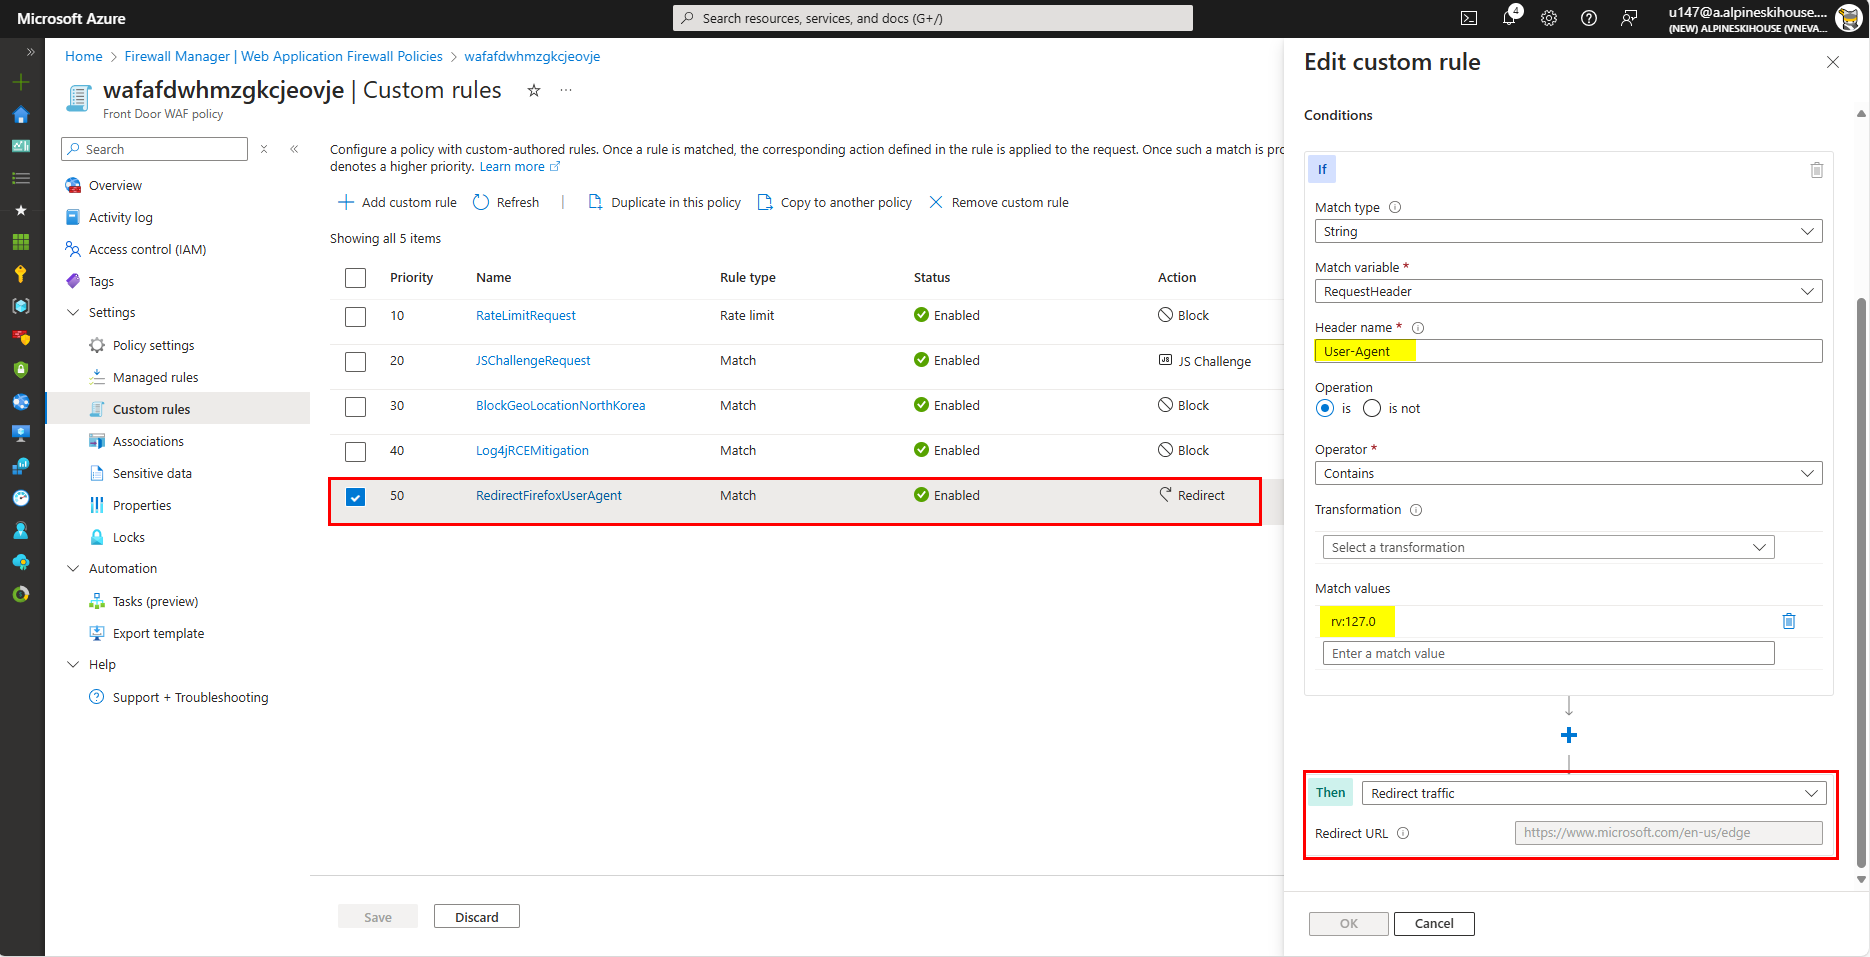 Microsoft Azure
Search resources, services, and docs (G+/)
4
u147@a.alpineskihouse....
(NEW) ALPINESKIHOUSE (VNEVA...
Home > Firewall Manager | Web Application Firewall Policies > wafafdwhmzgkcjeovje
wafafdwhmzgkcjeovje | Custom rules
Front Door WAF policy
Search
Overview
Activity log
Access control (IAM)
Tags
Settings
Policy settings
Managed rules
Custom rules
Associations
Sensitive data
Properties
Locks
Automation
Tasks (preview)
Export template
Help
Support + Troubleshooting
Configure a policy with custom-authored rules. Once a rule is matched, the corresponding action defined in the rule is applied to the request. Once such a match is pro
denotes a higher priority. Learn more
Add custom rule Refresh | Duplicate in this policy Copy to another policy Remove custom rule
Showing all 5 items
Priority Name Rule type Status Action
10 RateLimitRequest Rate limit Enabled Block
20 JSChallengeRequest Match Enabled JS JS Challenge
30 BlockGeoLocationNorthKorea Match Enabled Block
40 Log4jRCEMitigation Match Enabled Block
50 RedirectFirefoxUserAgent Match Enabled Redirect
Save Discard
Edit custom rule
Conditions
If
Match type
String
Match variable *
RequestHeader
Header name *
User-Agent
Operation
is is not
Operator *
Contains
Transformation
Select a transformation
Match values
rv:127.0
Enter a match value
Then Redirect traffic
Redirect URL https://www.microsoft.com/en-us/edge
OK Cancel